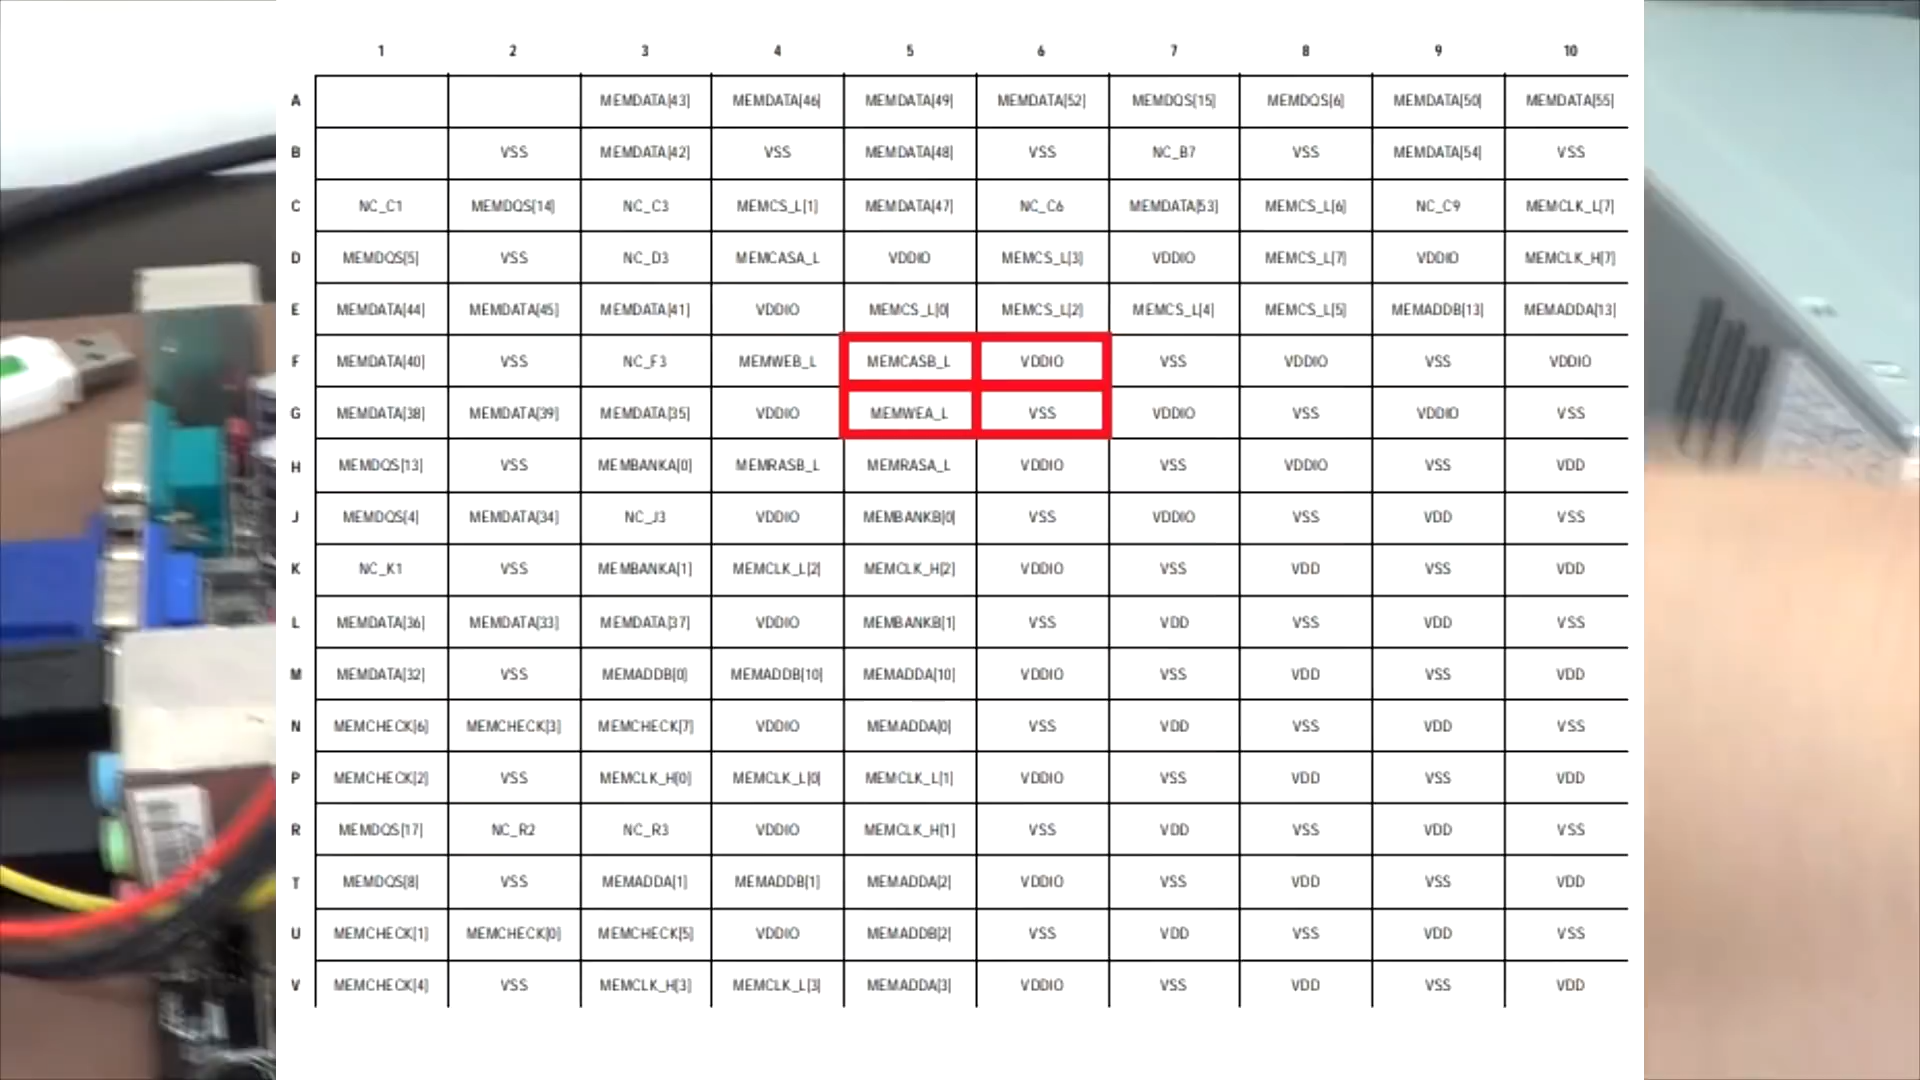 1 2 3 4 5 6 7 8 9 10
A MEMDATA[43] MEMDATA[46] MEMDATA[49] MEMDATA[52] MEMDQS[15] MEMDQS[6] MEMDATA[50] MEMDATA[55]
B VSS MEMDATA[42] VSS MEMDATA[48] VSS NC_B7 VSS MEMDATA[54] VSS
C NC_C1 MEMDQS[14] NC_C3 MEMCS_L[1] MEMDATA[47] NC_C6 MEMDATA[53] MEMCS_L[6] NC_C9 MEMCLK_L[7]
D MEMDQS[5] VSS NC_D3 MEMCASA_L VDDIO MEMCS_L[3] VDDIO MEMCS_L[7] VDDIO MEMCLK_H[7]
E MEMDATA[44] MEMDATA[45] MEMDATA[41] VDDIO MEMCS_L[0] MEMCS_L[2] MEMCS_L[4] MEMCS_L[5] MEMADDB[13] MEMADDA[13]
F MEMDATA[40] VSS NC_F3 MEMWEB_L MEMCASB_L VDDIO VSS VDDIO VSS VDDIO
G MEMDATA[38] MEMDATA[39] MEMDATA[35] VDDIO MEMWEA_L VSS VDDIO VSS VDDIO VSS
H MEMDQS[13] VSS MEMBANKA[0] MEMRASB_L MEMRASA_L VDDIO VSS VDDIO VSS VDD
J MEMDQS[4] MEMDATA[34] NC_J3 VDDIO MEMBANKB[0] VSS VDDIO VSS VDD VSS
K NC_K1 VSS MEMBANKA[1] MEMCLK_L[2] MEMCLK_H[2] VDDIO VSS VDD VSS VDD
L MEMDATA[36] MEMDATA[33] MEMDATA[37] VDDIO MEMBANKB[1] VSS VDD VSS VDD VSS
M MEMDATA[32] VSS MEMADDB[0] MEMADDB[10] MEMADDA[10] VDDIO VSS VDD VSS VDD
N MEMCHECK[6] MEMCHECK[3] MEMCHECK[7] VDDIO MEMADDA[0] VSS VDD VSS VDD VSS
P MEMCHECK[2] VSS MEMCLK_H[0] MEMCLK_L[0] MEMCLK_L[1] VDDIO VSS VDD VSS VDD
R MEMDQS[17] NC_R2 NC_R3 VDDIO MEMCLK_H[1] VSS VDD VSS VDD VSS
T MEMDQS[8] VSS MEMADDA[1] MEMADDB[1] MEMADDA[2] VDDIO VSS VDD VSS VDD
U MEMCHECK[1] MEMCHECK[0] MEMCHECK[5] VDDIO MEMADDB[2] VSS VDD VSS VDD VSS
V MEMCHECK[4] VSS MEMCLK_H[3] MEMCLK_L[3] MEMADDA[3] VDDIO VSS VDD VSS VDD